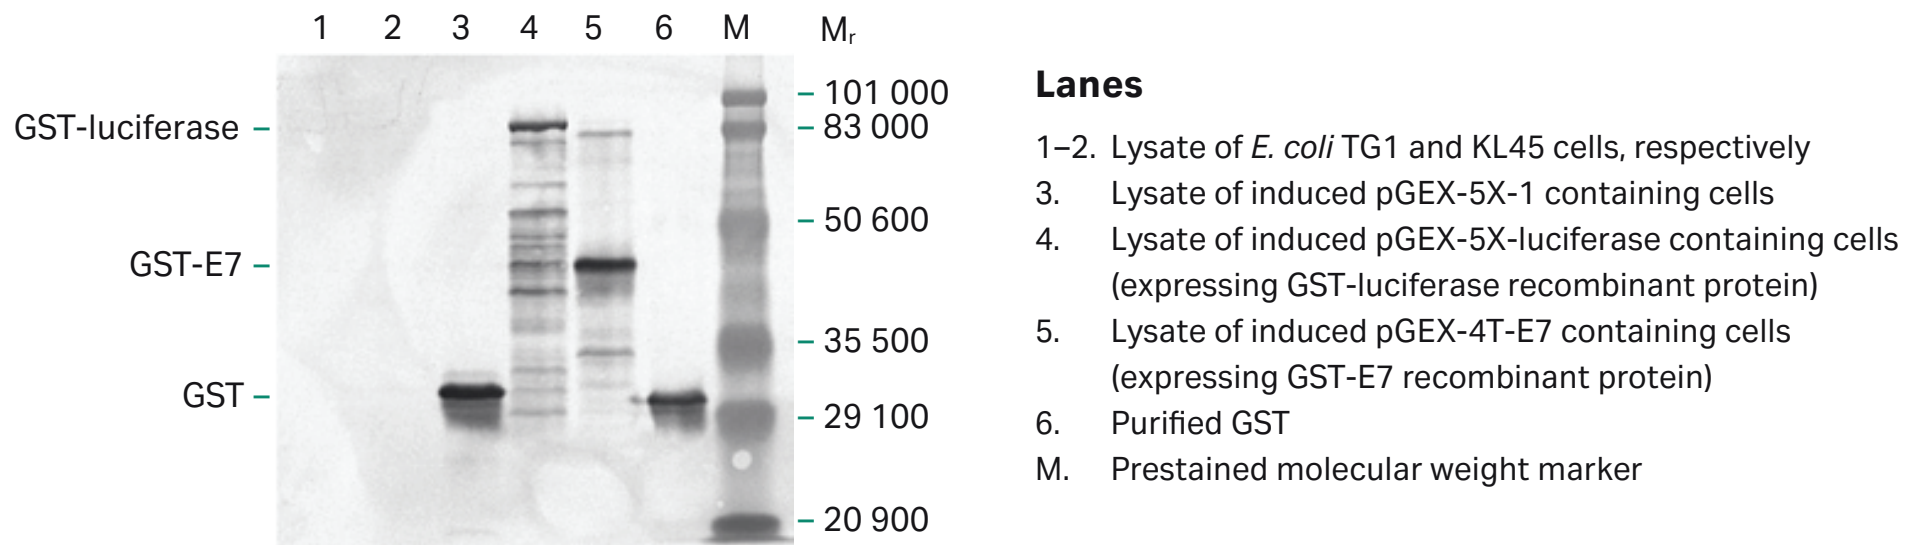 1 2 3 4 5 6 M Mr
GST-luciferase
GST-E7
GST
101 000
83 000
50 600
35 500
29 100
20 900
Lanes
1–2. Lysate of E. coli TG1 and KL45 cells, respectively
3. Lysate of induced pGEX-5X-1 containing cells
4. Lysate of induced pGEX-5X-luciferase containing cells
(expressing GST-luciferase recombinant protein)
5. Lysate of induced pGEX-4T-E7 containing cells
(expressing GST-E7 recombinant protein)
6. Purified GST
M. Prestained molecular weight marker